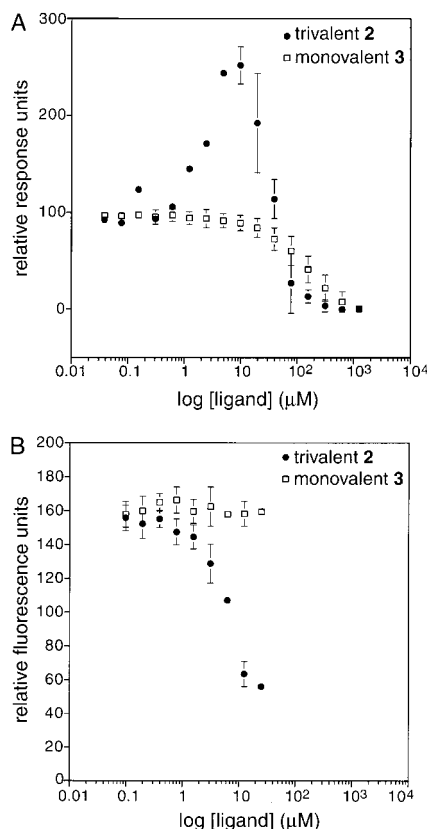 A
trivalent 2
monovalent 3
300
200
100
0
relative response units
0.01 0.1 1 10 10² 10³ 10⁴
log [ligand] (μM)
B
trivalent 2
monovalent 3
200
180
160
140
120
100
80
60
40
20
0
relative fluorescence units
0.01 0.1 1 10 10² 10³ 10⁴
log [ligand] (μM)